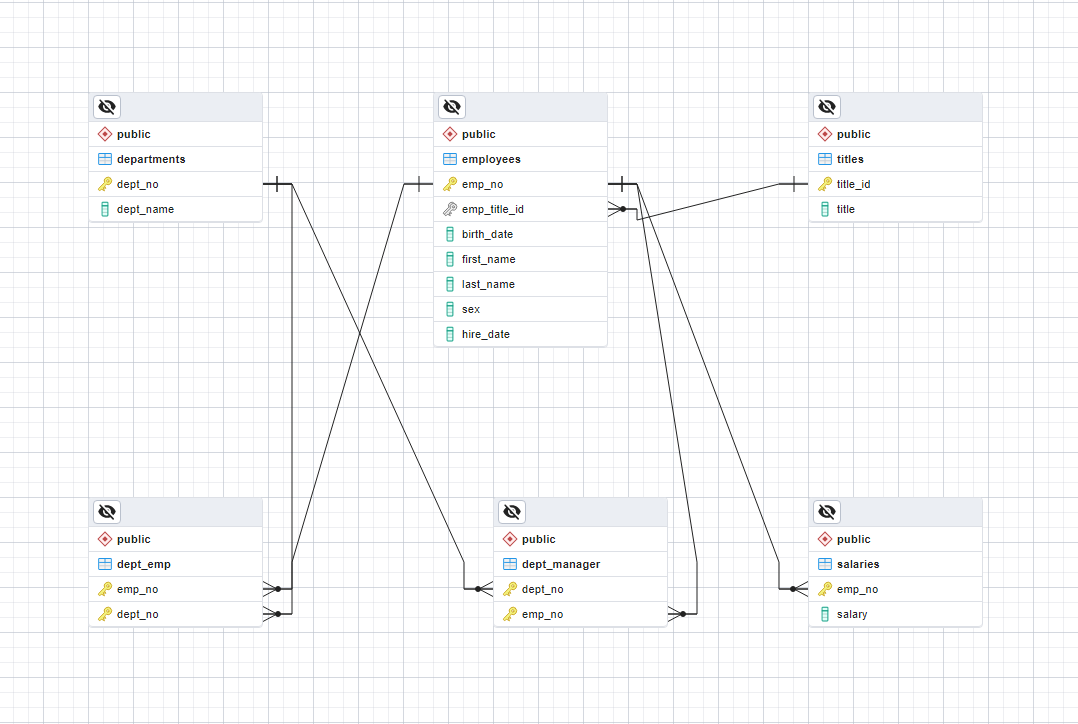 public
departments
dept_no
dept_name
public
employees
emp_no
emp_title_id
birth_date
first_name
last_name
sex
hire_date
public
titles
title_id
title
public
dept_emp
emp_no
dept_no
public
dept_manager
dept_no
emp_no
public
salaries
emp_no
salary